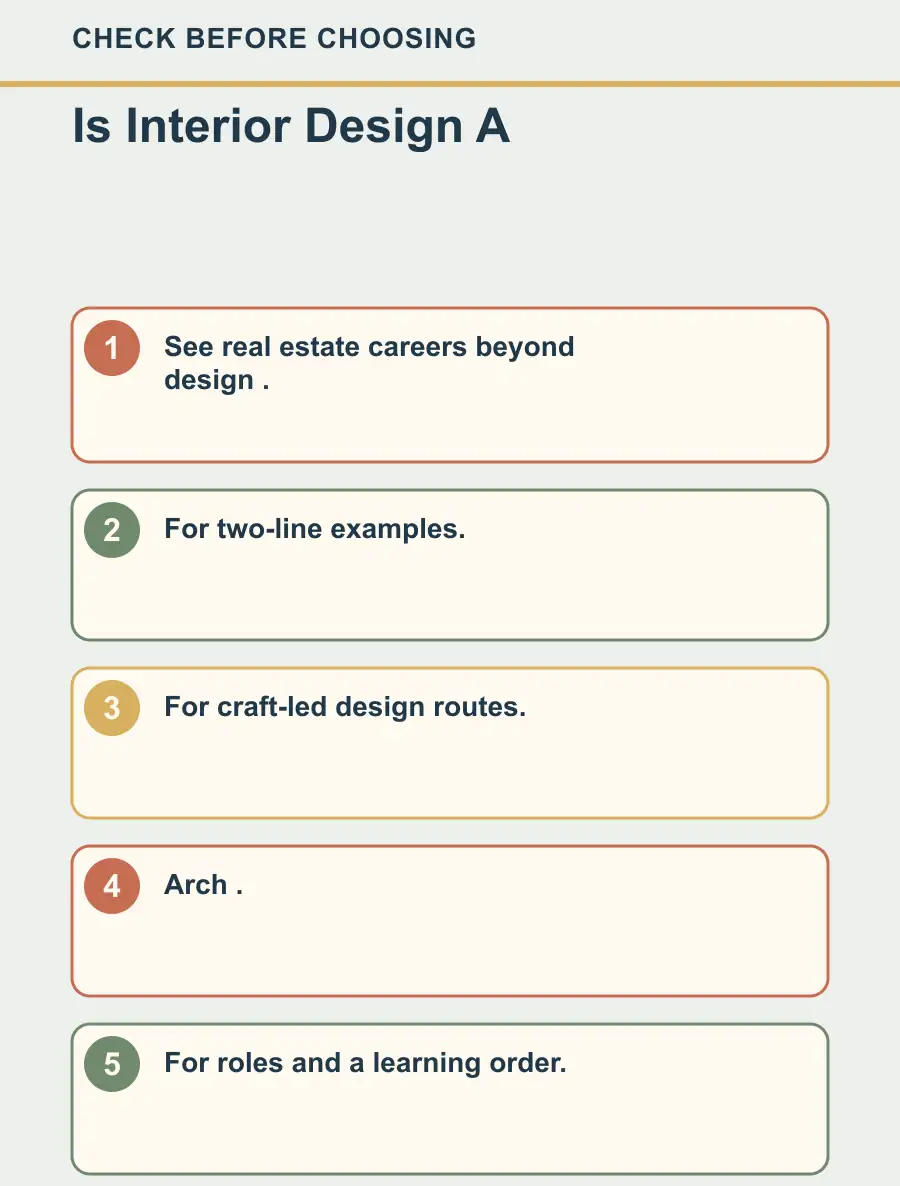 CHECK BEFORE CHOOSING
Is Interior Design A
1
See real estate careers beyond
design .
2
For two-line examples.
3
For craft-led design routes.
4
Arch .
5
For roles and a learning order.